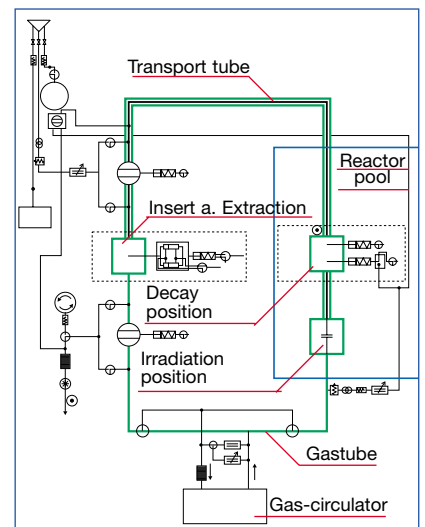 Transport tube
Reactor
pool
Insert a. Extraction
Decay
position
Irradiation
position
Gastube
Gas-circulator